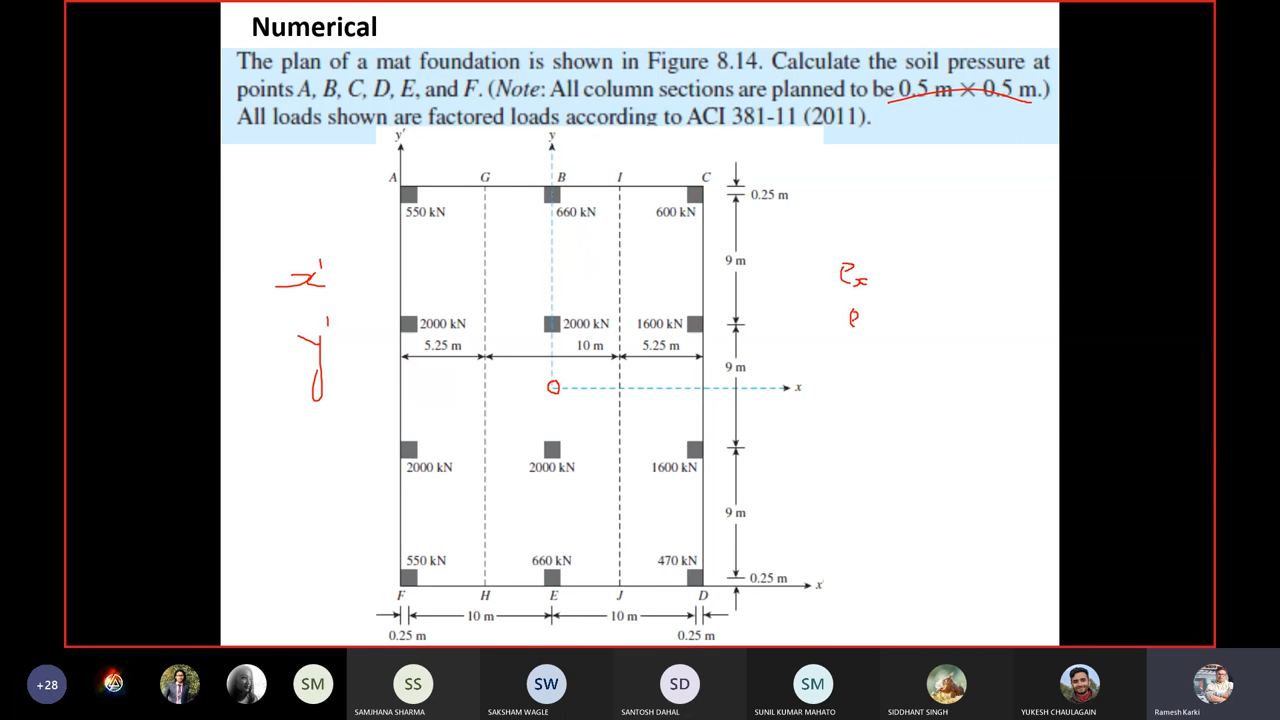 Numerical
The plan of a mat foundation is shown in Figure 8.14. Calculate the soil pressure at
points A, B, C, D, E, and F. (Note: All column sections are planned to be 0.5 m × 0.5 m.)
All loads shown are factored loads according to ACI 381-11 (2011).
y′ y
A G B I C
0.25 m
550 kN 660 kN 600 kN
9 m
x'
e x
y'
e
2000 kN 2000 kN 1600 kN
5.25 m 10 m 5.25 m
9 m
O x
2000 kN 2000 kN 1600 kN
9 m
550 kN 660 kN 470 kN
0.25 m
x′
F H E J D
10 m 10 m
0.25 m 0.25 m
+28 SM SS SW SD SM
SAMJHANA SHARMA SAKSHAM WAGLE SANTOSH DAHAL SUNIL KUMAR MAHATO SIDDHANT SINGH YUKESH CHAULAGAIN Ramesh Karki